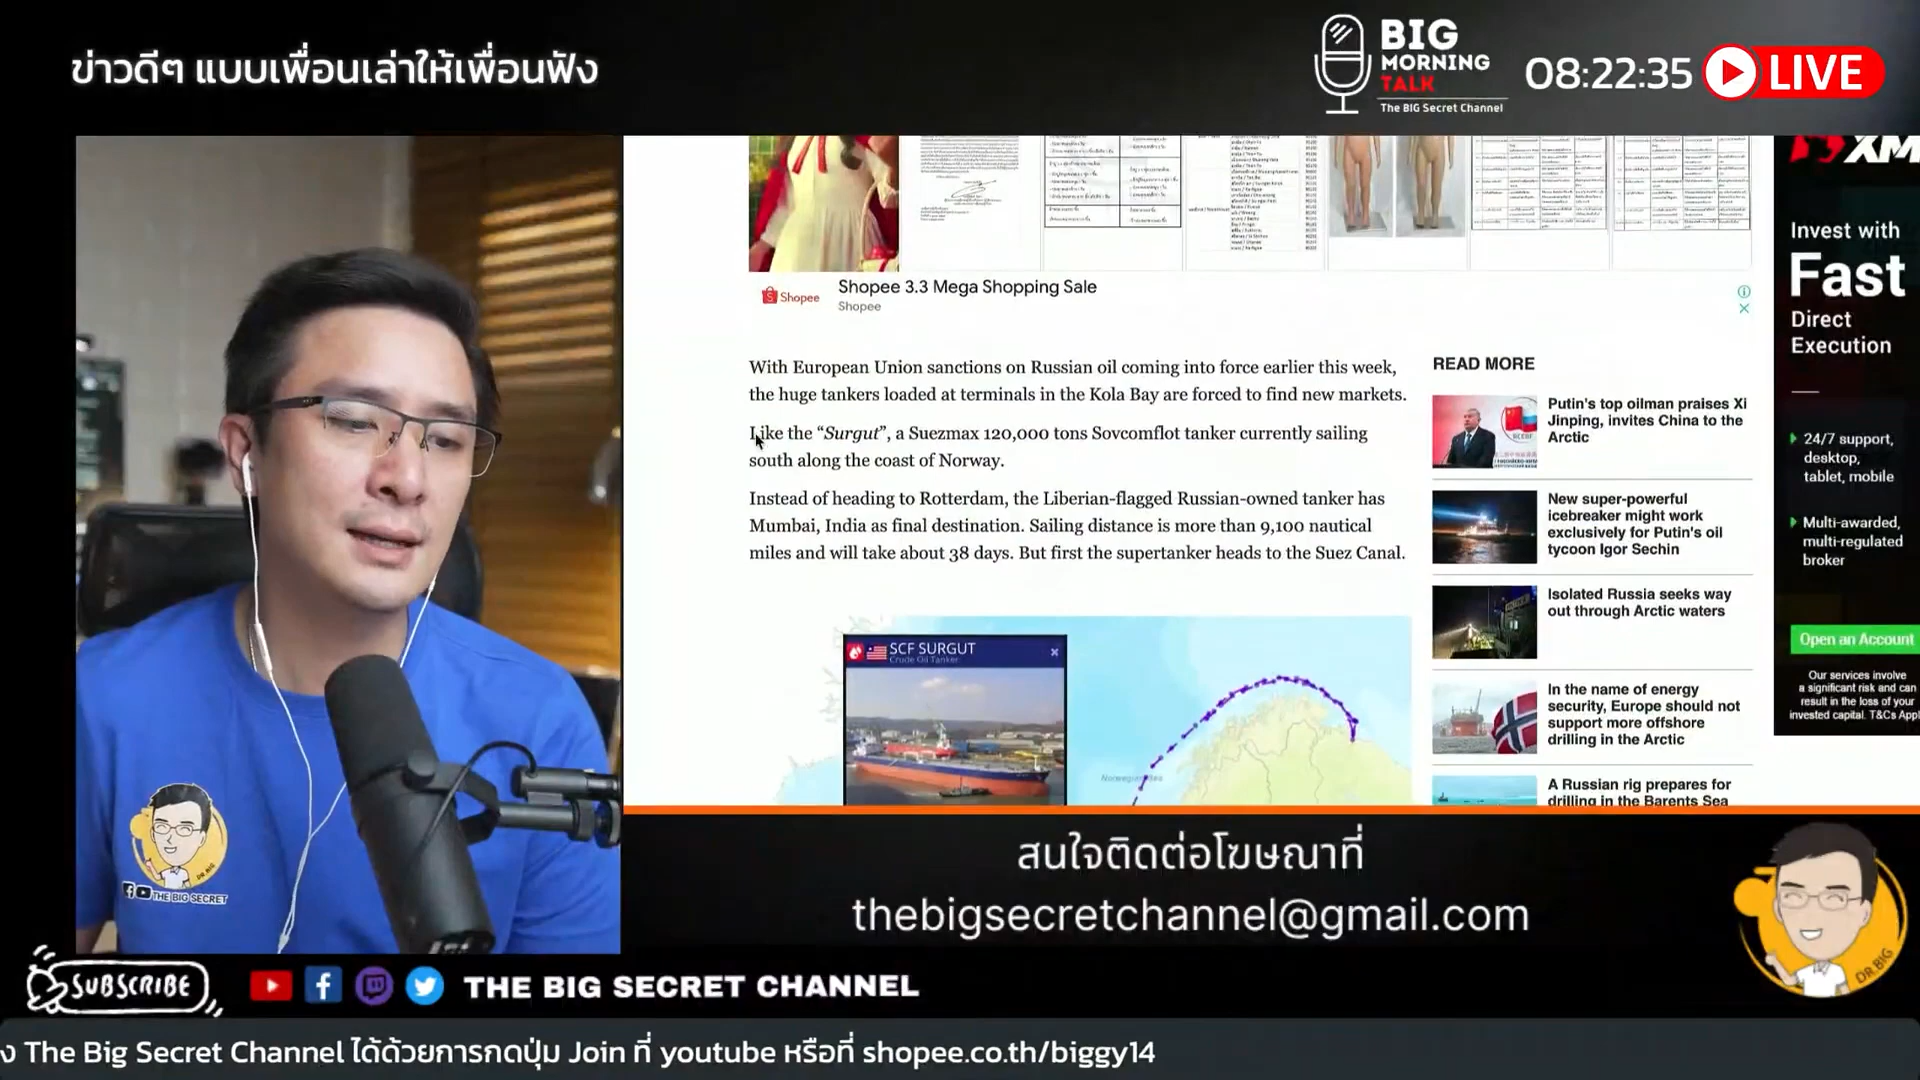 ข่าวดีๆ แบบเพื่อนเล่าให้เพื่อนฟัง
BIG
MORNING
TALK
The BIG Secret Channel
08:22:35
LIVE
XM
Shopee
Shopee 3.3 Mega Shopping Sale
Shopee
With European Union sanctions on Russian oil coming into force earlier this week,
the huge tankers loaded at terminals in the Kola Bay are forced to find new markets.
Like the “Surgut”, a Suezmax 120,000 tons Sovcomflot tanker currently sailing
south along the coast of Norway.
Instead of heading to Rotterdam, the Liberian-flagged Russian-owned tanker has
Mumbai, India as final destination. Sailing distance is more than 9,100 nautical
miles and will take about 38 days. But first the supertanker heads to the Suez Canal.
SCF SURGUT
Crude Oil Tanker
Norwegian Sea
READ MORE
Putin's top oilman praises Xi
Jinping, invites China to the
Arctic
New super-powerful
icebreaker might work
exclusively for Putin's oil
tycoon Igor Sechin
Isolated Russia seeks way
out through Arctic waters
In the name of energy
security, Europe should not
support more offshore
drilling in the Arctic
A Russian rig prepares for
drilling in the Barents Sea
Invest with
Fast
Direct
Execution
24/7 support,
desktop,
tablet, mobile
Multi-awarded,
multi-regulated
broker
Open an Account
Our services involve
a significant risk and can
result in the loss of your
invested capital. T&Cs Appl
DR.BIG
THE BIG SECRET
สนใจติดต่อโฆษณาที่
thebigsecretchannel@gmail.com
DR.BIG
SUBSCRIBE
THE BIG SECRET CHANNEL
ง The Big Secret Channel ได้ด้วยการกดปุ่ม Join ที่ youtube หรือที่ shopee.co.th/biggy14